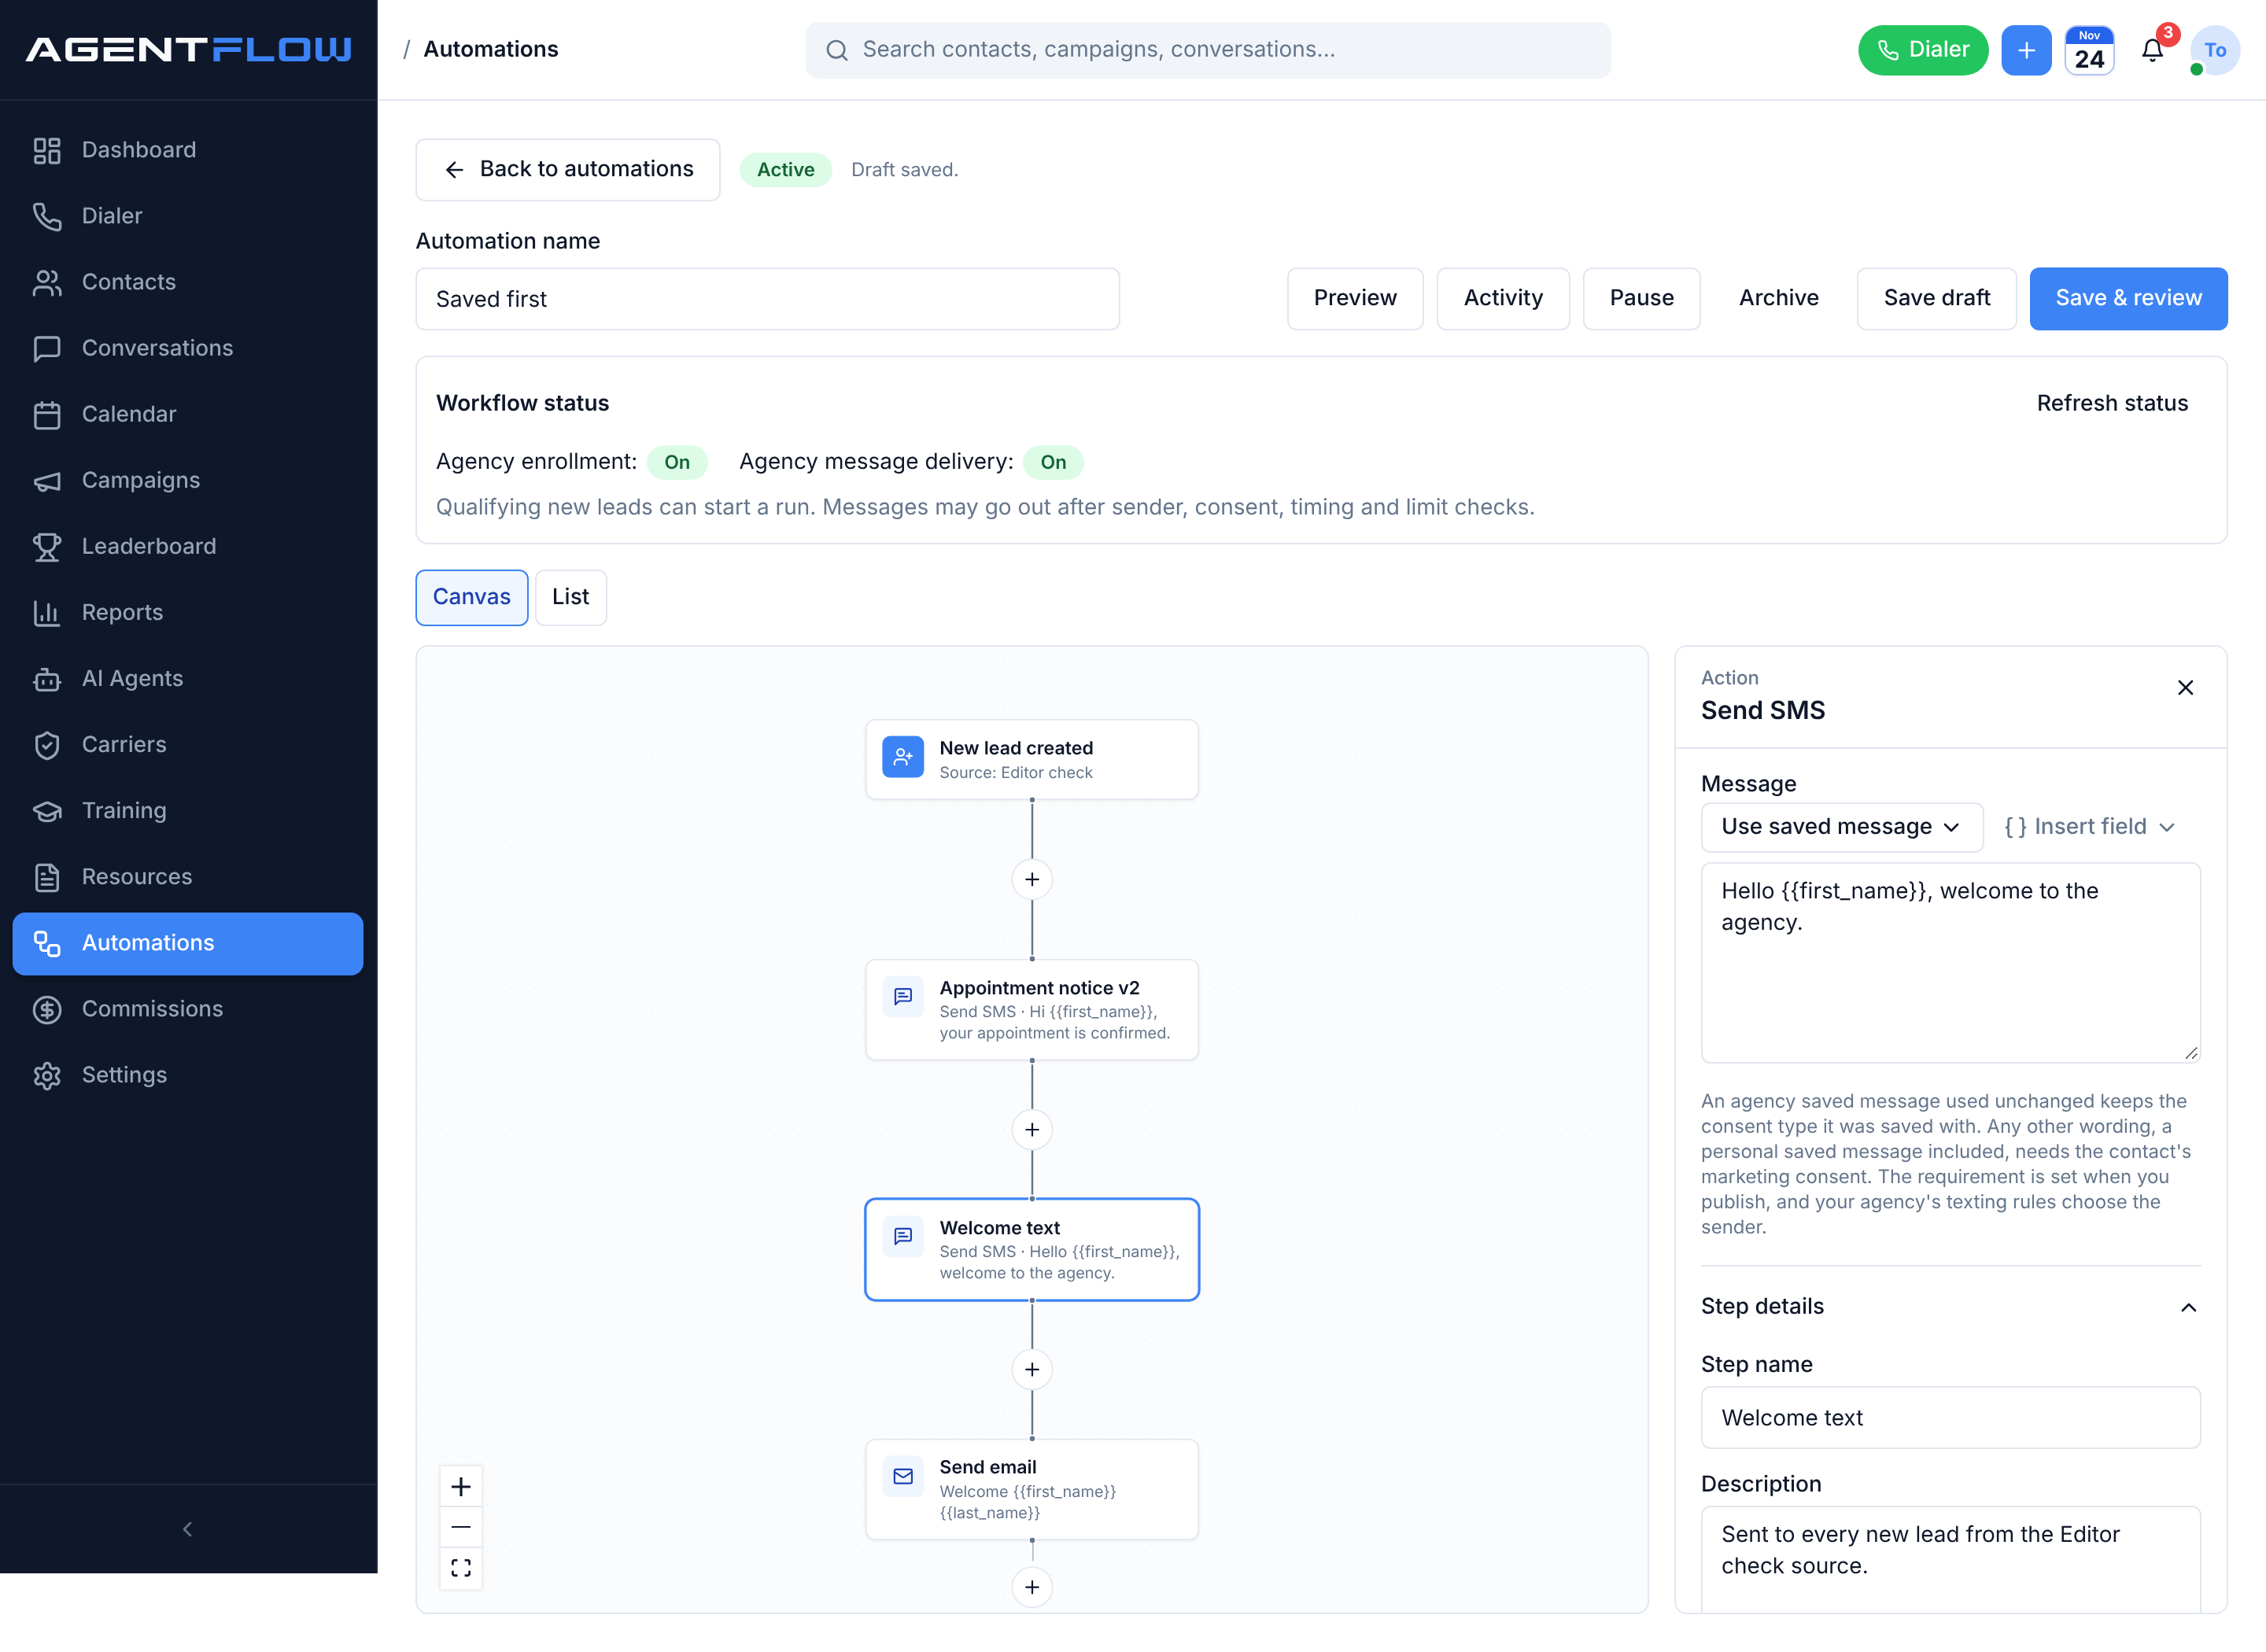 AGENTFLOW
/ Automations
Search contacts, campaigns, conversations...
Dialer
Nov
24
3
To
Dashboard
Dialer
Contacts
Conversations
Calendar
Campaigns
Leaderboard
Reports
AI Agents
Carriers
Training
Resources
Automations
Commissions
Settings
Back to automations
Active
Draft saved.
Automation name
Saved first
Preview
Activity
Pause
Archive
Save draft
Save & review
Workflow status
Refresh status
Agency enrollment: On
Agency message delivery: On
Qualifying new leads can start a run. Messages may go out after sender, consent, timing and limit checks.
Canvas
List
New lead created
Source: Editor check
Appointment notice v2
Send SMS · Hi {{first_name}},
your appointment is confirmed.
Welcome text
Send SMS · Hello {{first_name}},
welcome to the agency.
Send email
Welcome {{first_name}}
{{last_name}}
Action
Send SMS
Message
Use saved message
{ } Insert field
Hello {{first_name}}, welcome to the
agency.
An agency saved message used unchanged keeps the
consent type it was saved with. Any other wording, a
personal saved message included, needs the contact's
marketing consent. The requirement is set when you
publish, and your agency's texting rules choose the
sender.
Step details
Step name
Welcome text
Description
Sent to every new lead from the Editor
check source.